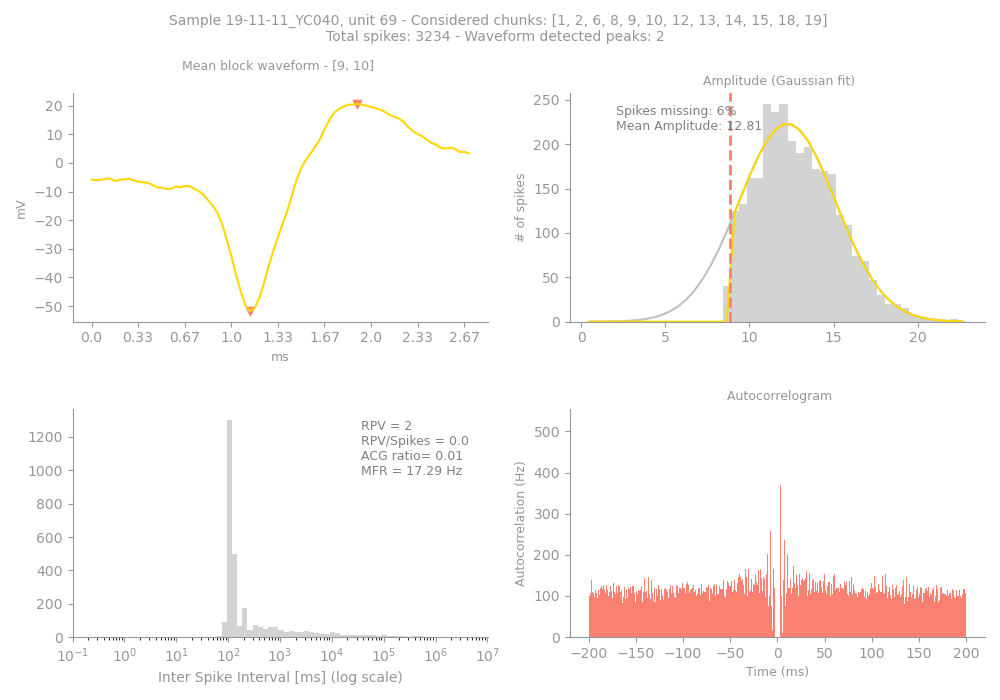 Sample 19-11-11_YC040, unit 69 - Considered chunks: [1, 2, 6, 8, 9, 10, 12, 13, 14, 15, 18, 19]
Total spikes: 3234 - Waveform detected peaks: 2
Mean block waveform - [9, 10]
20
10
0
−10
−20
−30
−40
−50
mV
0.0 0.33 0.67 1.0 1.33 1.67 2.0 2.33 2.67
ms
Amplitude (Gaussian fit)
Spikes missing: 6%
Mean Amplitude: 12.81
250
200
150
100
50
0
# of spikes
0 5 10 15 20
RPV = 2
RPV/Spikes = 0.0
ACG ratio= 0.01
MFR = 17.29 Hz
1200
1000
800
600
400
200
0
10⁻¹ 10⁰ 10¹ 10² 10³ 10⁴ 10⁵ 10⁶ 10⁷
Inter Spike Interval [ms] (log scale)
Autocorrelogram
500
400
300
200
100
0
Autocorrelation (Hz)
−200 −150 −100 −50 0 50 100 150 200
Time (ms)